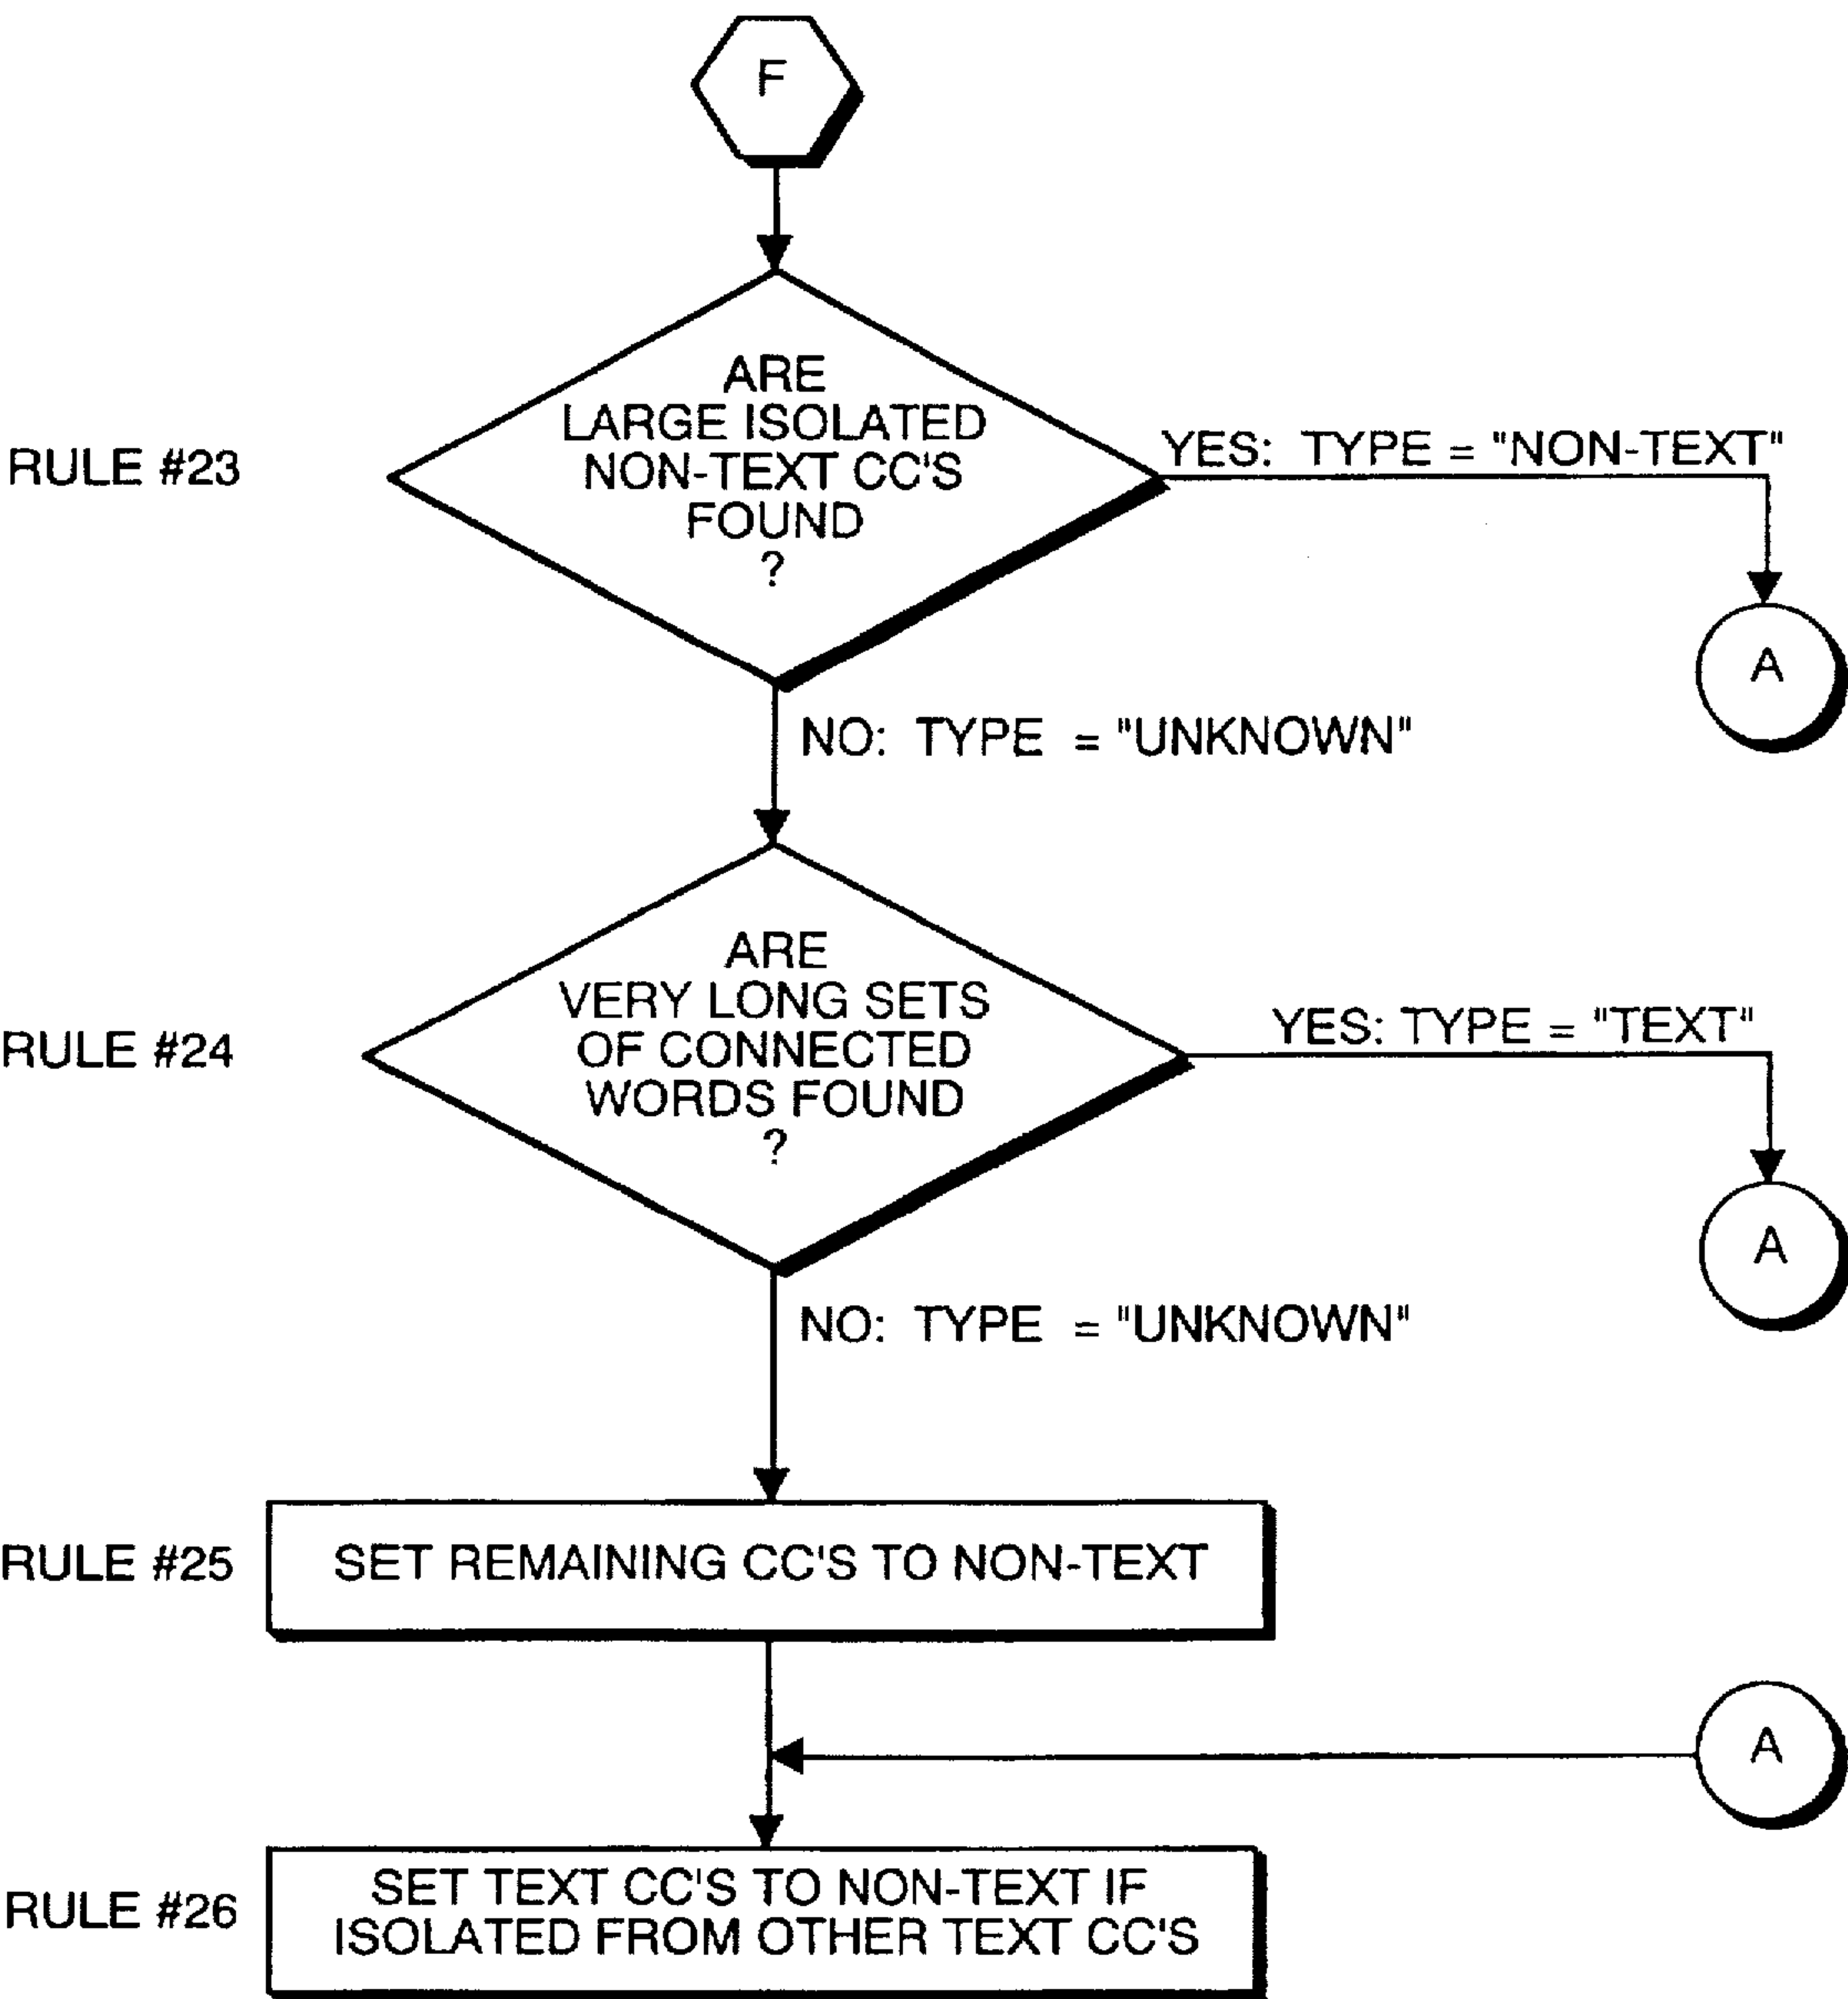 F
ARE
LARGE ISOLATED
NON-TEXT CC'S
FOUND
?
RULE #23
YES: TYPE = "NON-TEXT"
A
NO: TYPE = "UNKNOWN"
ARE
VERY LONG SETS
OF CONNECTED
WORDS FOUND
?
RULE #24
YES: TYPE = "TEXT"
A
NO: TYPE = "UNKNOWN"
RULE #25
SET REMAINING CC'S TO NON-TEXT
A
RULE #26
SET TEXT CC'S TO NON-TEXT IF
ISOLATED FROM OTHER TEXT CC'S